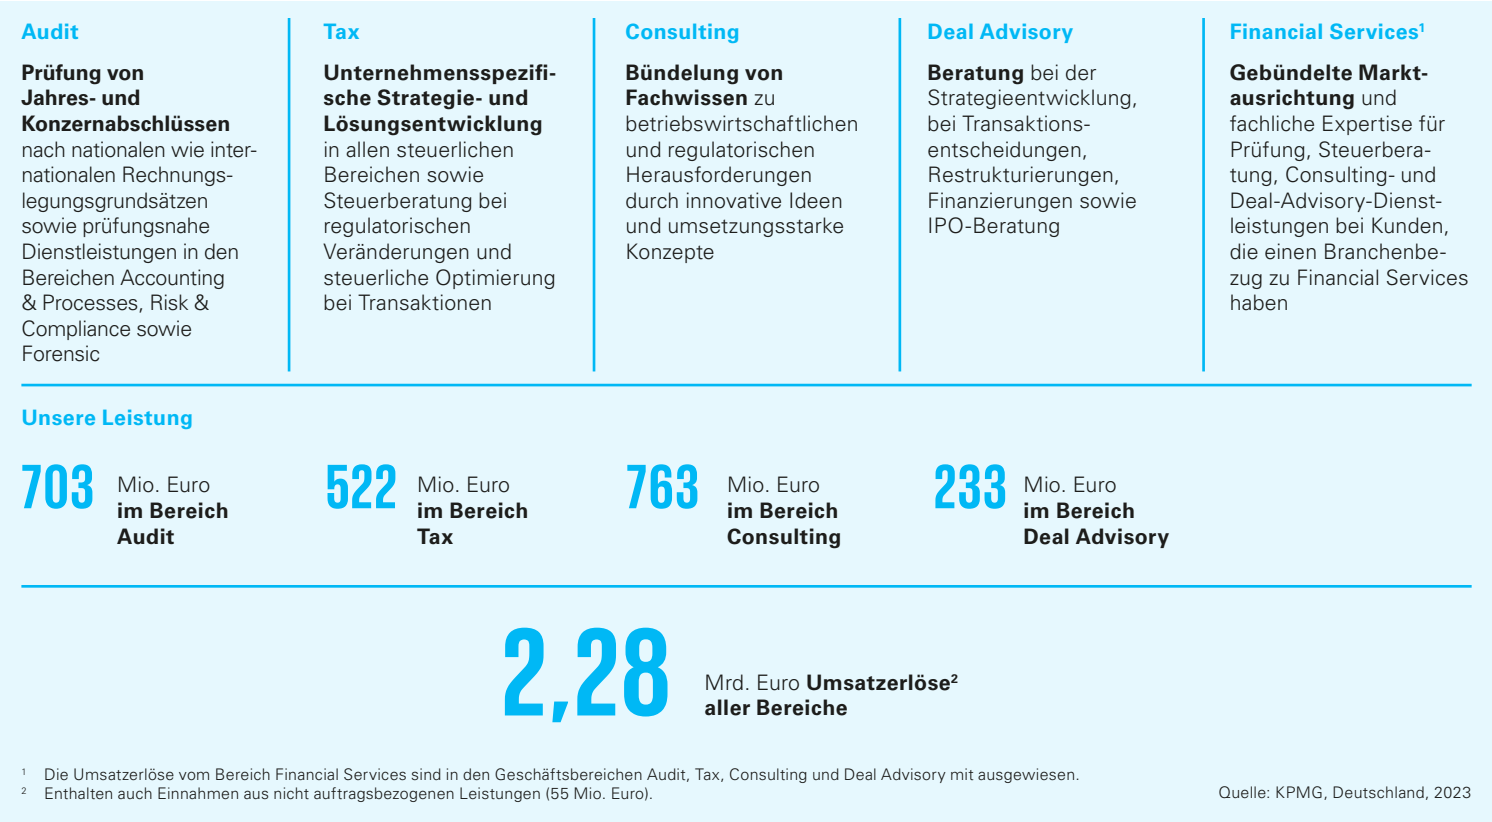 Audit
Prüfung von
Jahres- und
Konzernabschlüssen
nach nationalen wie inter-
nationalen Rechnungs-
legungsgrundsätzen
sowie prüfungsnahe
Dienstleistungen in den
Bereichen Accounting
& Processes, Risk &
Compliance sowie
Forensic
Tax
Unternehmensspezifi-
sche Strategie- und
Lösungsentwicklung
in allen steuerlichen
Bereichen sowie
Steuerberatung bei
regulatorischen
Veränderungen und
steuerliche Optimierung
bei Transaktionen
Consulting
Bündelung von
Fachwissen zu
betriebswirtschaftlichen
und regulatorischen
Herausforderungen
durch innovative Ideen
und umsetzungsstarke
Konzepte
Deal Advisory
Beratung bei der
Strategieentwicklung,
bei Transaktions-
entscheidungen,
Restrukturierungen,
Finanzierungen sowie
IPO-Beratung
Financial Services¹
Gebündelte Markt-
ausrichtung und
fachliche Expertise für
Prüfung, Steuerbera-
tung, Consulting- und
Deal-Advisory-Dienst-
leistungen bei Kunden,
die einen Branchenbe-
zug zu Financial Services
haben
Unsere Leistung
703
Mio. Euro
im Bereich
Audit
522
Mio. Euro
im Bereich
Tax
763
Mio. Euro
im Bereich
Consulting
233
Mio. Euro
im Bereich
Deal Advisory
2,28
Mrd. Euro Umsatzerlöse²
aller Bereiche
¹ Die Umsatzerlöse vom Bereich Financial Services sind in den Geschäftsbereichen Audit, Tax, Consulting und Deal Advisory mit ausgewiesen.
² Enthalten auch Einnahmen aus nicht auftragsbezogenen Leistungen (55 Mio. Euro).
Quelle: KPMG, Deutschland, 2023